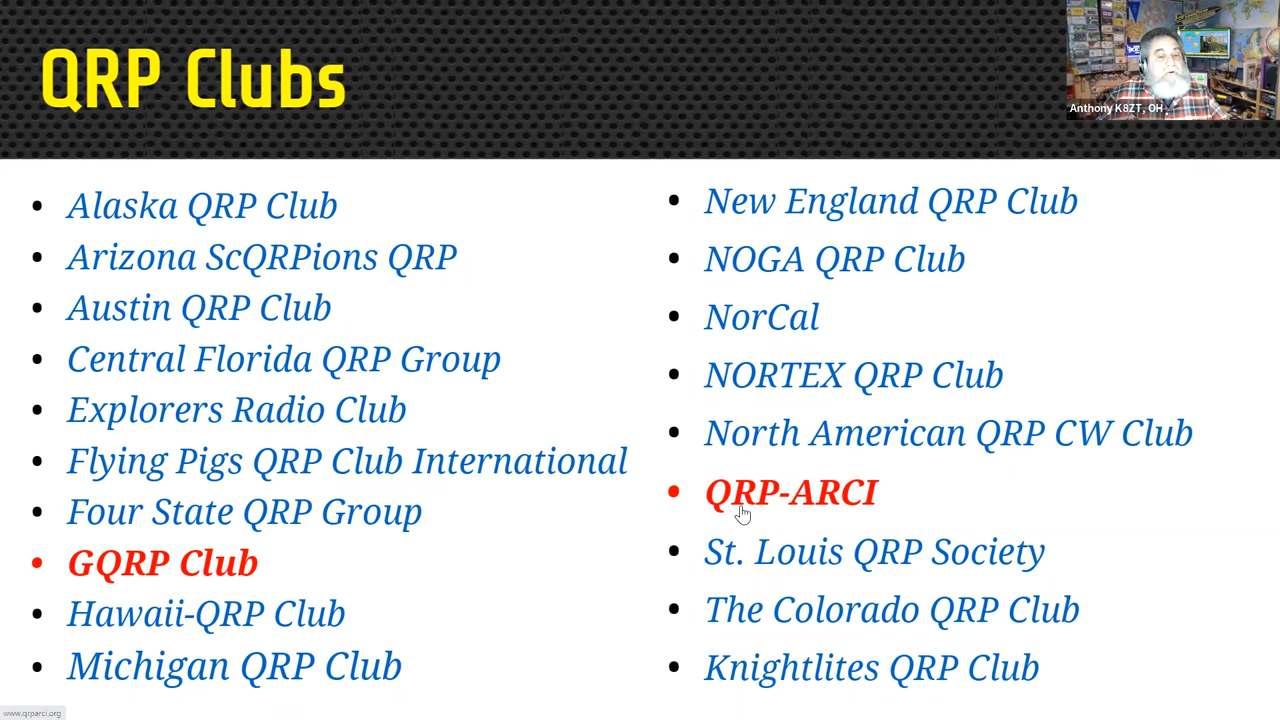 QRP Clubs
Anthony K8ZT, OH
• Alaska QRP Club
• Arizona ScQRPions QRP
• Austin QRP Club
• Central Florida QRP Group
• Explorers Radio Club
• Flying Pigs QRP Club International
• Four State QRP Group
• GQRP Club
• Hawaii-QRP Club
• Michigan QRP Club
• New England QRP Club
• NOGA QRP Club
• NorCal
• NORTEX QRP Club
• North American QRP CW Club
• QRP-ARCI
• St. Louis QRP Society
• The Colorado QRP Club
• Knightlites QRP Club
www.qrparci.org